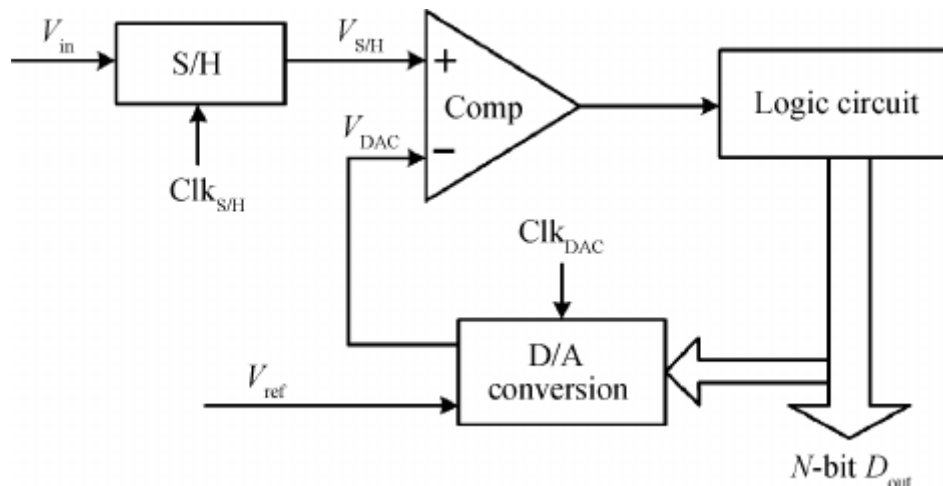 V_in
S/H
V_S/H
+
Comp
Logic circuit
V_DAC
−
Clk_S/H
Clk_DAC
D/A
conversion
V_ref
N-bit D_out